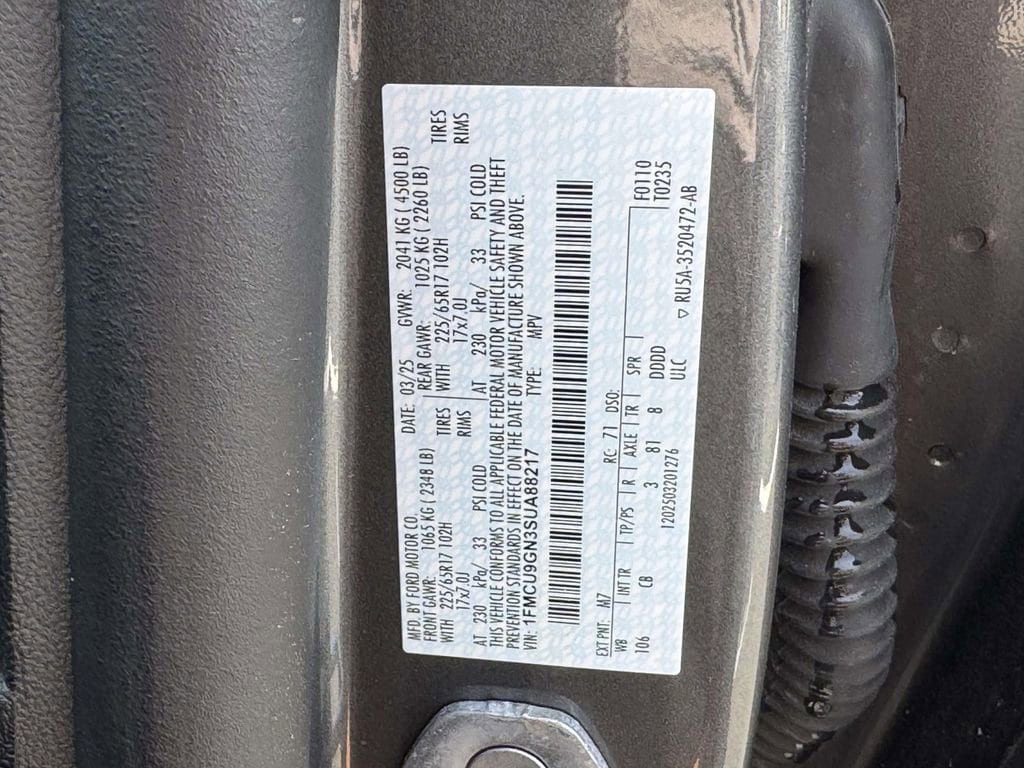 MFD. BY FORD MOTOR CO. DATE: 03/25 GVWR: 2041 KG ( 4500 LB)
FRONT GAWR: 1065 KG ( 2348 LB) REAR GAWR: 1025 KG ( 2260 LB)
WITH 225/65R17 102H TIRES WITH 225/65R17 102H TIRES
17x7.0J RIMS 17x7.0J RIMS
AT 230 kPa/ 33 PSI COLD AT 230 kPa/ 33 PSI COLD
THIS VEHICLE CONFORMS TO ALL APPLICABLE FEDERAL MOTOR VEHICLE SAFETY AND THEFT
PREVENTION STANDARDS IN EFFECT ON THE DATE OF MANUFACTURE SHOWN ABOVE.
VIN: 1FMCU9GN3SUA88217 TYPE: MPV
EXT PNT: M7 RC: 71 DSO: F0110
WB INT TR TP/PS R AXLE TR SPR T0235
106 CB 3 81 8 DDDD
ULC
1202503201276 ▽ RU5A-3520472-AB